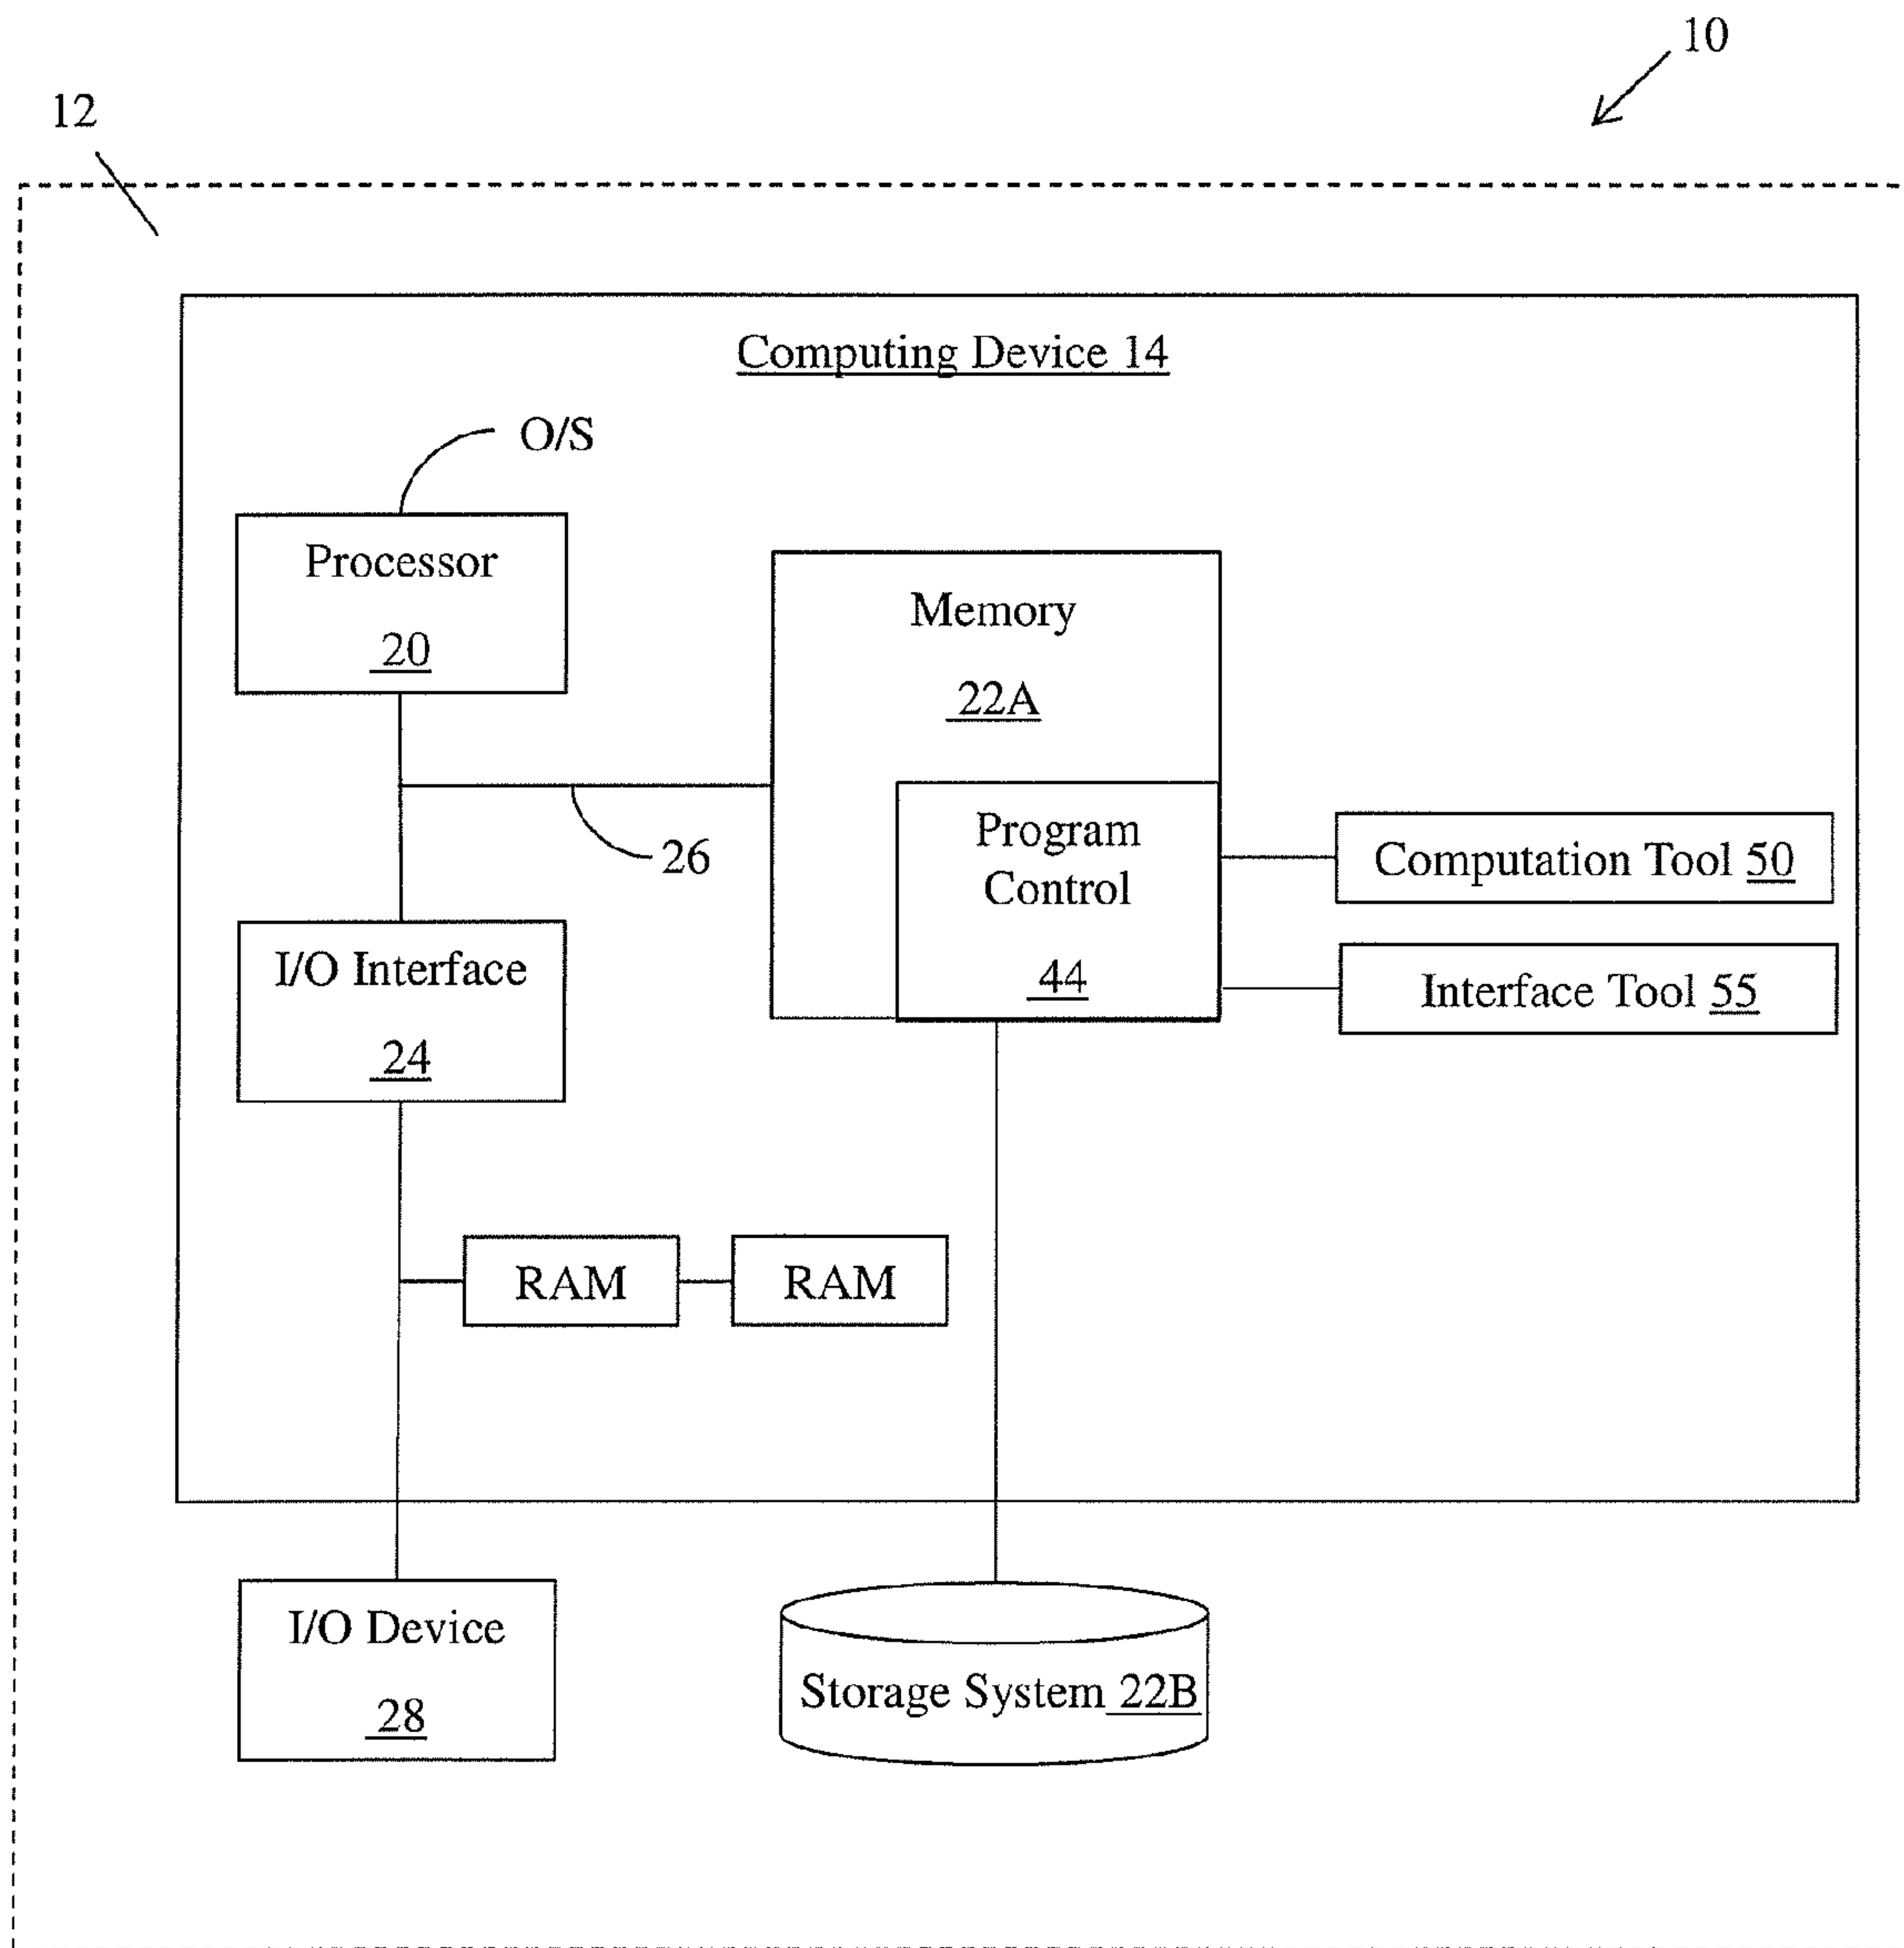 10
12
Computing Device 14
O/S
Processor
20
Memory
22A
26
Program
Control
44
Computation Tool 50
I/O Interface
24
Interface Tool 55
RAM
RAM
I/O Device
28
Storage System 22B